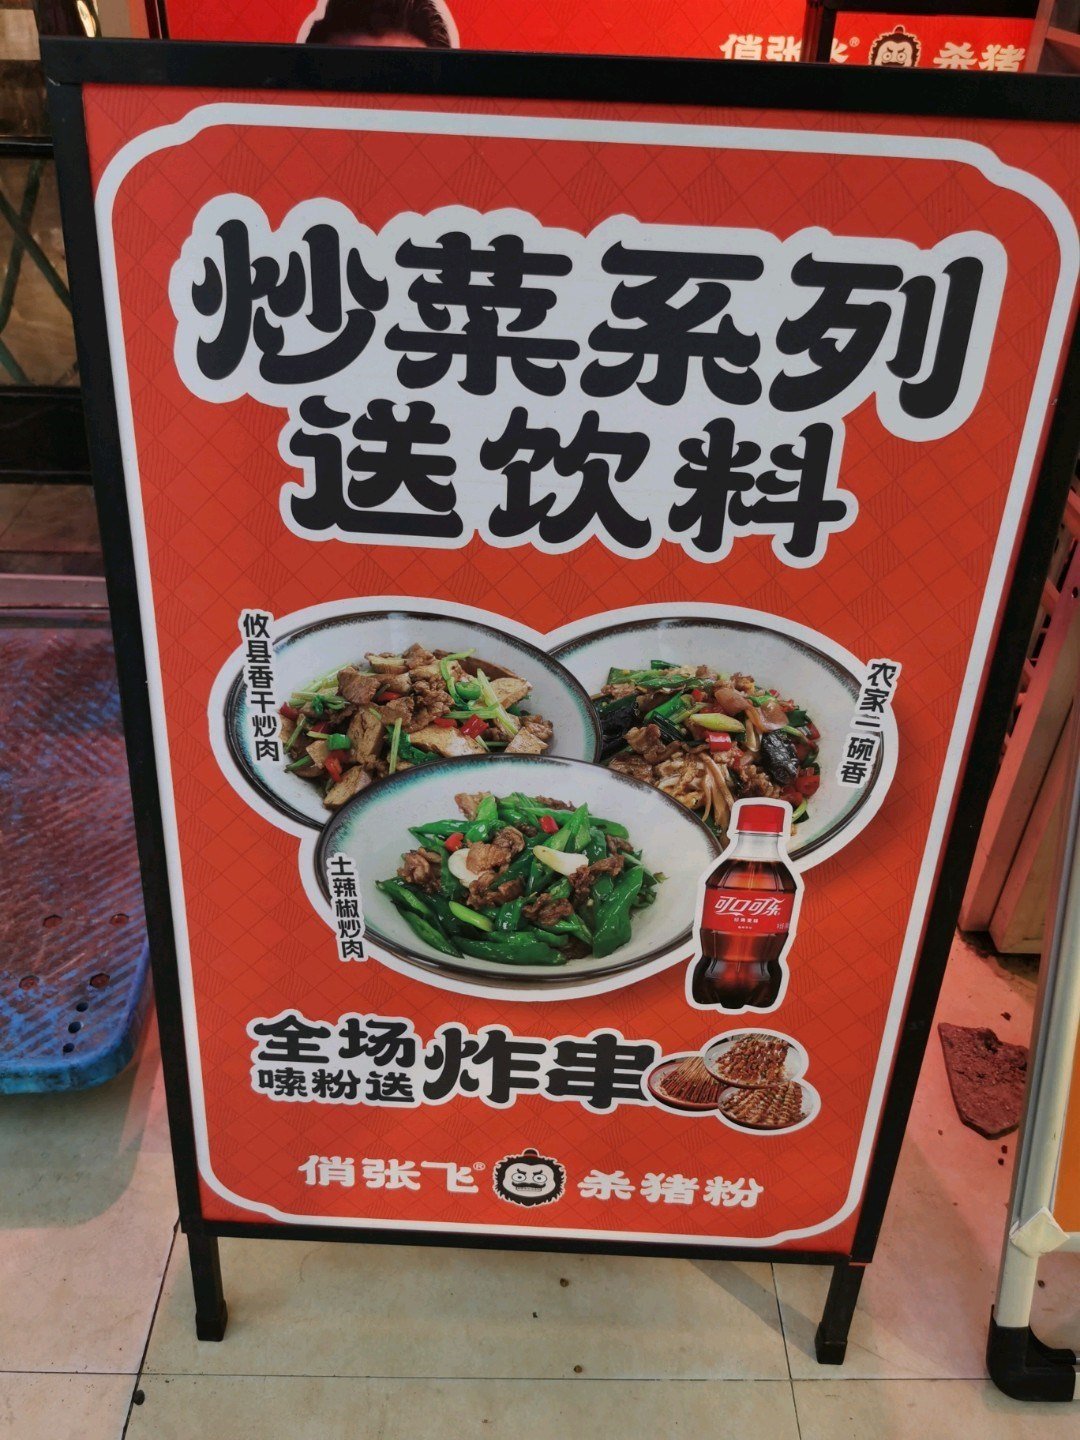 俏张飞® 杀猪
炒菜系列
送饮料
攸县香干炒肉
农家一碗香
土辣椒炒肉
可口可乐
全场
嗦粉送
炸串
俏张飞® 杀猪粉